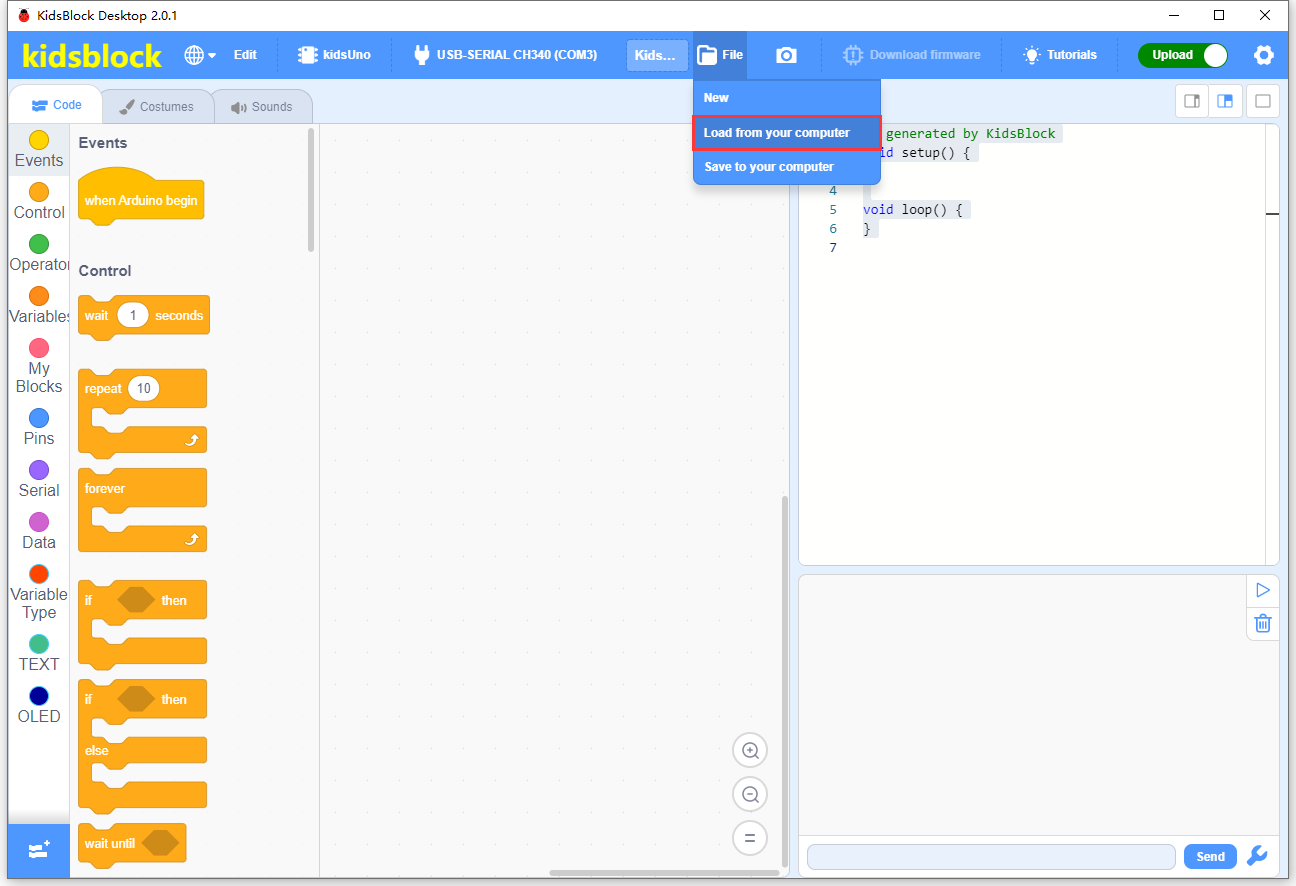 KidsBlock Desktop 2.0.1
kidsblock
Edit
kidsUno
USB-SERIAL CH340 (COM3)
Kids...
File
Download firmware
Tutorials
Upload
New
Load from your computer
Save to your computer
Code
Costumes
Sounds
Events
Control
Operator
Variables
My
Blocks
Pins
Serial
Data
Variable
Type
TEXT
OLED
Events
when Arduino begin
Control
wait 1 seconds
repeat 10
forever
if then
if then
else
wait until
generated by KidsBlock
id setup() {
4
5 void loop() {
6 }
7
Send